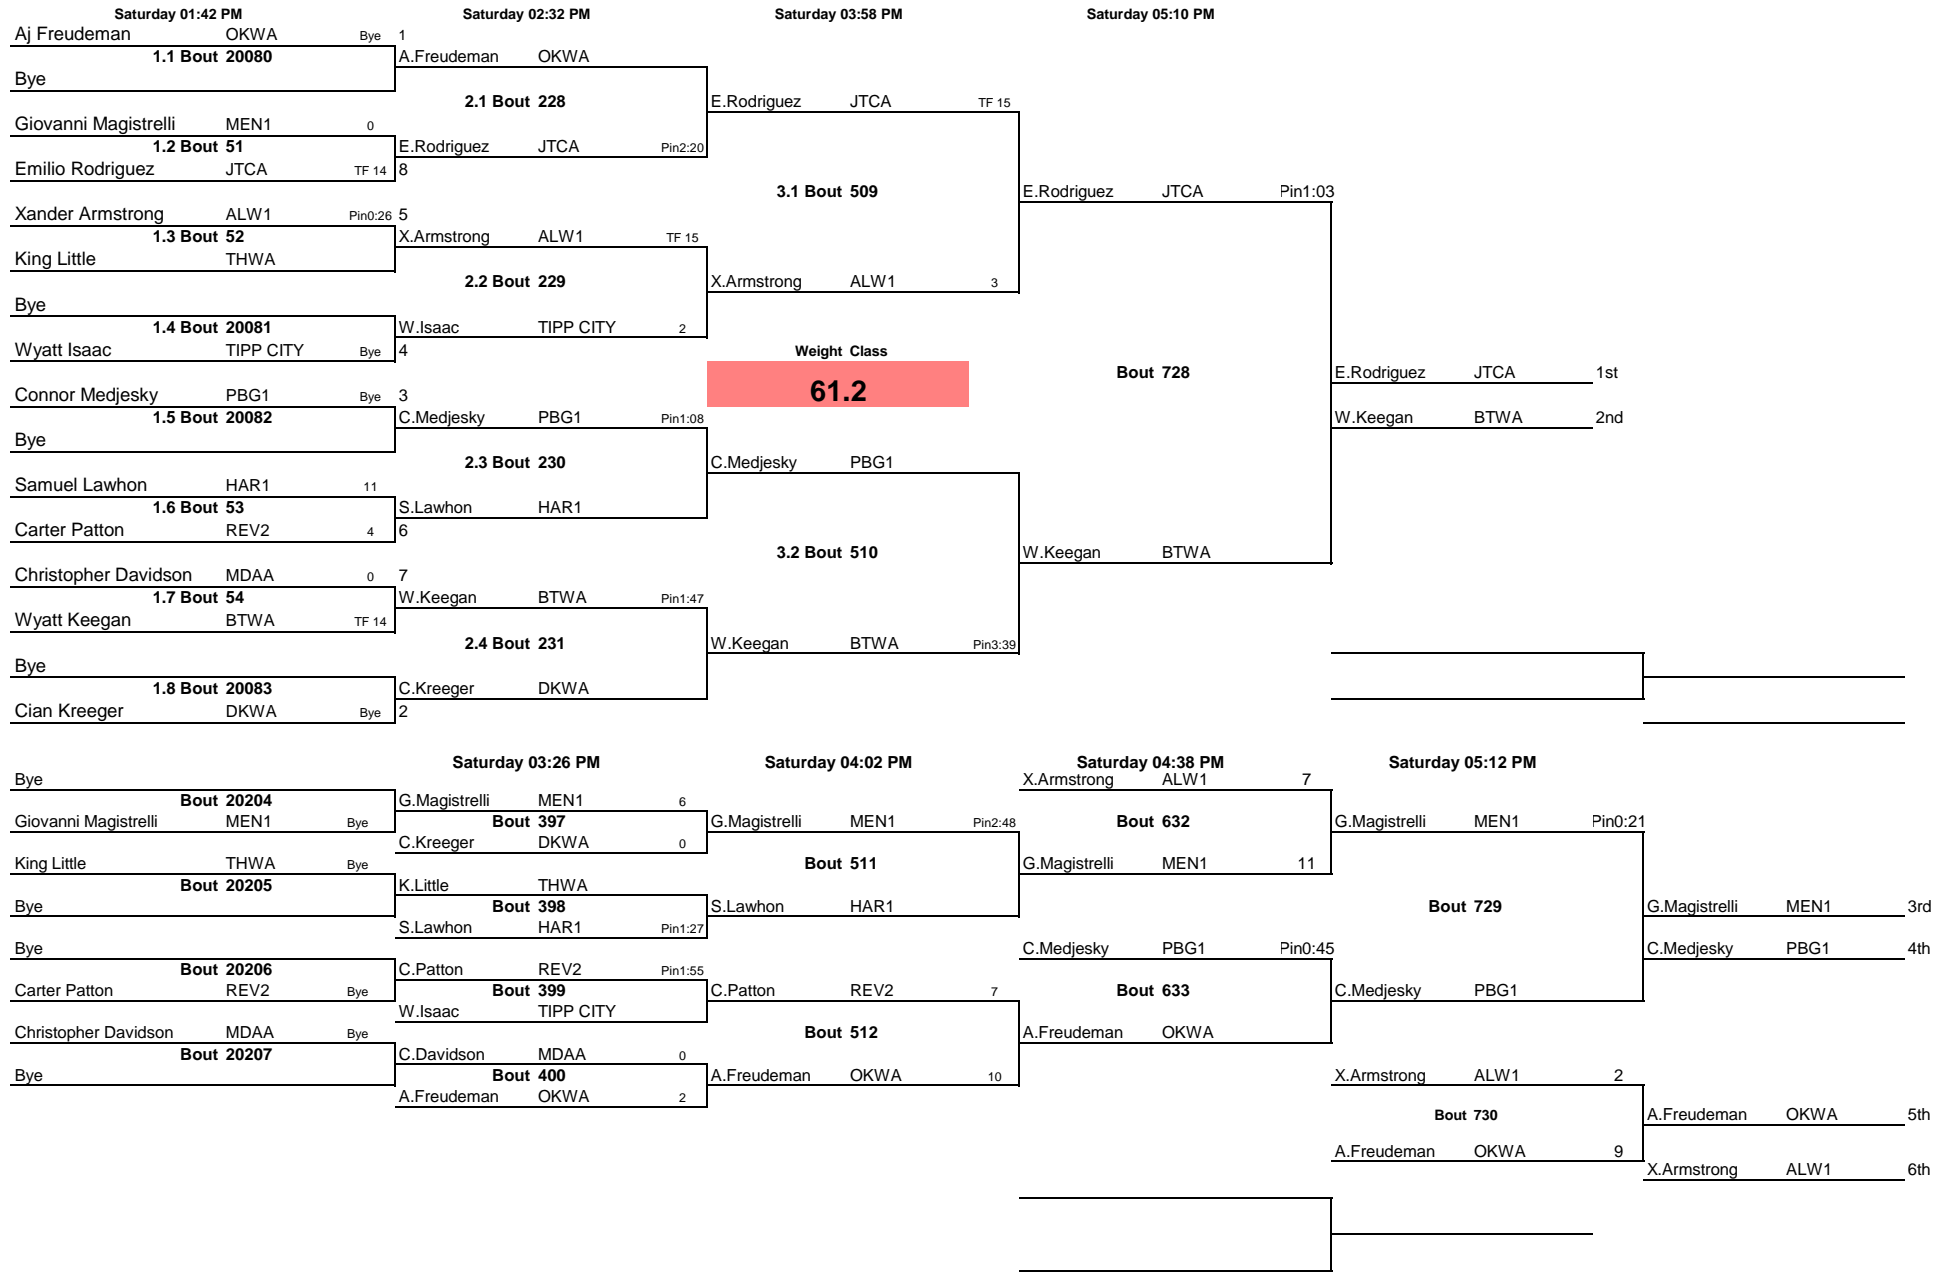 Saturday 01:42 PM Saturday 02:32 PM Saturday 03:58 PM Saturday 05:10 PM
Aj Freudeman OKWA Bye 1
1.1 Bout 20080 A.Freudeman OKWA
Bye
2.1 Bout 228 E.Rodriguez JTCA TF 15
Giovanni Magistrelli MEN1 0
1.2 Bout 51 E.Rodriguez JTCA Pin2:20
Emilio Rodriguez JTCA TF 14 8
3.1 Bout 509 E.Rodriguez JTCA Pin1:03
Xander Armstrong ALW1 Pin0:26 5
1.3 Bout 52 X.Armstrong ALW1 TF 15
King Little THWA
2.2 Bout 229 X.Armstrong ALW1 3
Bye
1.4 Bout 20081 W.Isaac TIPP CITY 2
Wyatt Isaac TIPP CITY Bye 4 Weight Class
Bout 728 E.Rodriguez JTCA 1st
Connor Medjesky PBG1 Bye 3 61.2
1.5 Bout 20082 C.Medjesky PBG1 Pin1:08 W.Keegan BTWA 2nd
Bye
2.3 Bout 230 C.Medjesky PBG1
Samuel Lawhon HAR1 11
1.6 Bout 53 S.Lawhon HAR1
Carter Patton REV2 4 6
3.2 Bout 510 W.Keegan BTWA
Christopher Davidson MDAA 0 7
1.7 Bout 54 W.Keegan BTWA Pin1:47
Wyatt Keegan BTWA TF 14
2.4 Bout 231 W.Keegan BTWA Pin3:39
Bye
1.8 Bout 20083 C.Kreeger DKWA
Cian Kreeger DKWA Bye 2
Saturday 03:26 PM Saturday 04:02 PM Saturday 04:38 PM Saturday 05:12 PM
Bye X.Armstrong ALW1 7
Bout 20204 G.Magistrelli MEN1 6
Giovanni Magistrelli MEN1 Bye Bout 397 G.Magistrelli MEN1 Pin2:48 Bout 632 G.Magistrelli MEN1 Pin0:21
C.Kreeger DKWA 0
King Little THWA Bye Bout 511 G.Magistrelli MEN1 11
Bout 20205 K.Little THWA
Bye Bout 398 S.Lawhon HAR1 Bout 729 G.Magistrelli MEN1 3rd
S.Lawhon HAR1 Pin1:27
Bye C.Medjesky PBG1 Pin0:45 C.Medjesky PBG1 4th
Bout 20206 C.Patton REV2 Pin1:55
Carter Patton REV2 Bye Bout 399 C.Patton REV2 7 Bout 633 C.Medjesky PBG1
W.Isaac TIPP CITY
Christopher Davidson MDAA Bye Bout 512 A.Freudeman OKWA
Bout 20207 C.Davidson MDAA 0
Bye Bout 400 A.Freudeman OKWA 10 X.Armstrong ALW1 2
A.Freudeman OKWA 2
Bout 730 A.Freudeman OKWA 5th
A.Freudeman OKWA 9
X.Armstrong ALW1 6th